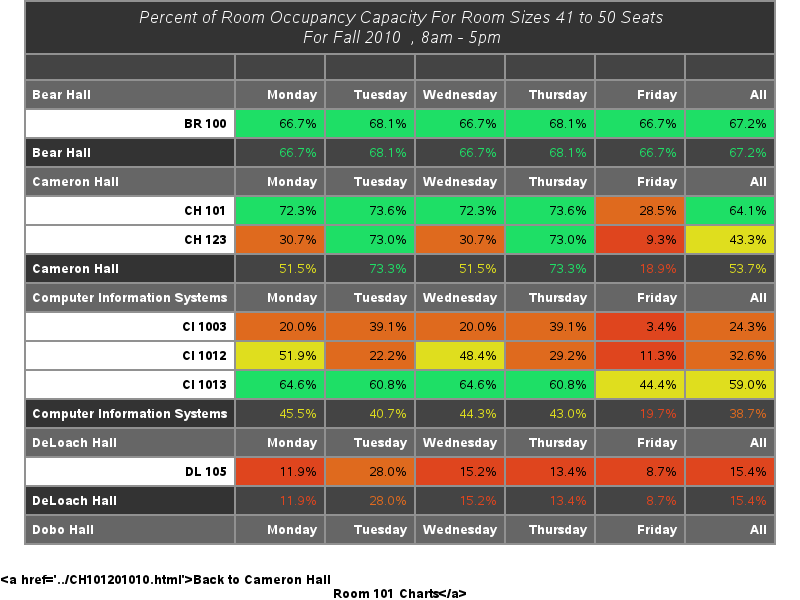 Percent of Room Occupancy Capacity For Room Sizes 41 to 50 Seats
For Fall 2010 , 8am - 5pm
Bear Hall Monday Tuesday Wednesday Thursday Friday All
BR 100 66.7% 68.1% 66.7% 68.1% 66.7% 67.2%
Bear Hall 66.7% 68.1% 66.7% 68.1% 66.7% 67.2%
Cameron Hall Monday Tuesday Wednesday Thursday Friday All
CH 101 72.3% 73.6% 72.3% 73.6% 28.5% 64.1%
CH 123 30.7% 73.0% 30.7% 73.0% 9.3% 43.3%
Cameron Hall 51.5% 73.3% 51.5% 73.3% 18.9% 53.7%
Computer Information Systems Monday Tuesday Wednesday Thursday Friday All
CI 1003 20.0% 39.1% 20.0% 39.1% 3.4% 24.3%
CI 1012 51.9% 22.2% 48.4% 29.2% 11.3% 32.6%
CI 1013 64.6% 60.8% 64.6% 60.8% 44.4% 59.0%
Computer Information Systems 45.5% 40.7% 44.3% 43.0% 19.7% 38.7%
DeLoach Hall Monday Tuesday Wednesday Thursday Friday All
DL 105 11.9% 28.0% 15.2% 13.4% 8.7% 15.4%
DeLoach Hall 11.9% 28.0% 15.2% 13.4% 8.7% 15.4%
Dobo Hall Monday Tuesday Wednesday Thursday Friday All
<a href='../CH101201010.html'>Back to Cameron Hall
Room 101 Charts</a>